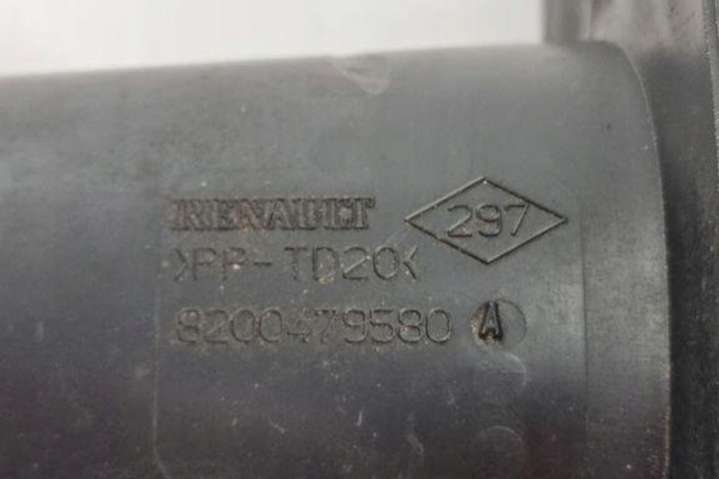 RENAULT 297
>PP-TD20<
8200479580 A